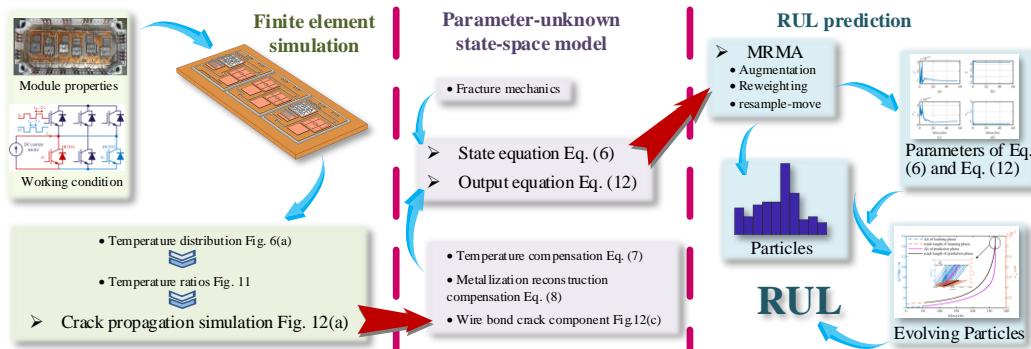 Finite element
simulation
Module properties
DC current
Working condition
• Temperature distribution Fig. 6(a)
• Temperature ratios Fig. 11
➢ Crack propagation simulation Fig. 12(a)
Parameter-unknown
state-space model
• Fracture mechanics
➢ State equation Eq. (6)
➢ Output equation Eq. (12)
• Temperature compensation Eq. (7)
• Metallization reconstruction
compensation Eq. (8)
• Wire bond crack component Fig.12(c)
RUL prediction
➢ MRMA
• Augmentation
• Reweighting
• resample-move
Particles
Parameters of Eq.
(6) and Eq. (12)
RUL
Evolving Particles